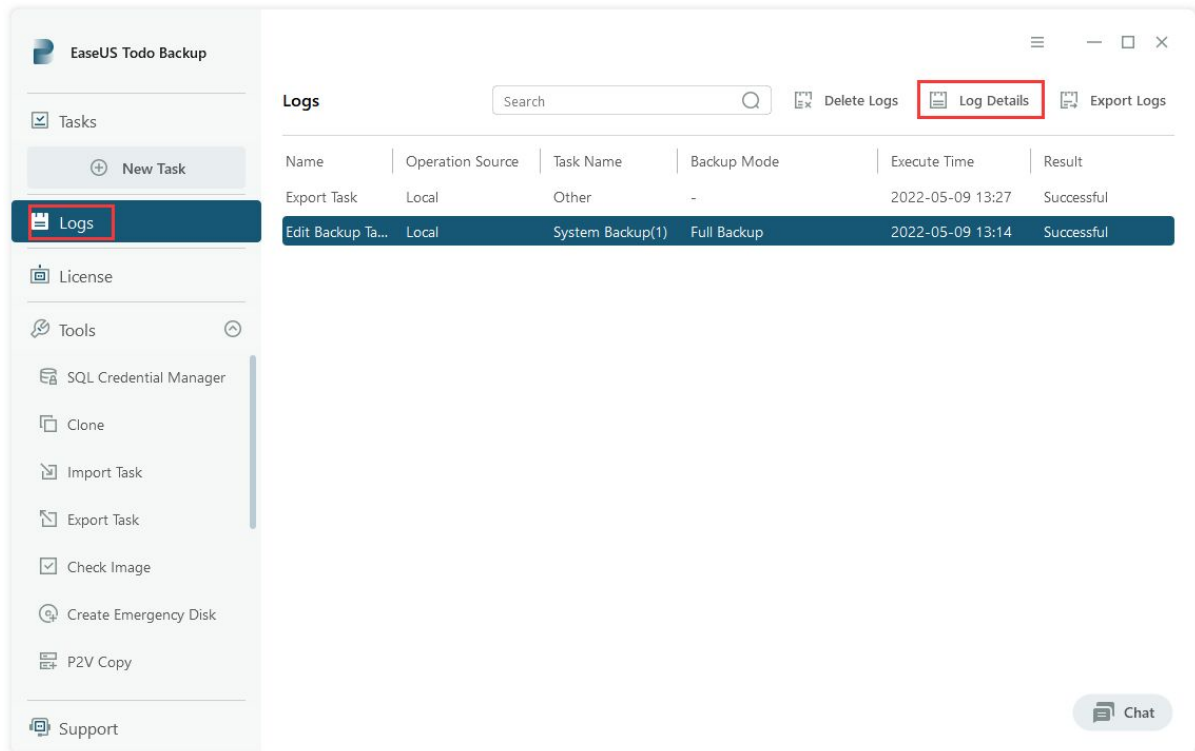 EaseUS Todo Backup
Tasks
New Task
Logs
License
Tools
SQL Credential Manager
Clone
Import Task
Export Task
Check Image
Create Emergency Disk
P2V Copy
Support
Logs Search Delete Logs Log Details Export Logs
Name Operation Source Task Name Backup Mode Execute Time Result
Export Task Local Other - 2022-05-09 13:27 Successful
Edit Backup Ta... Local System Backup(1) Full Backup 2022-05-09 13:14 Successful
Chat